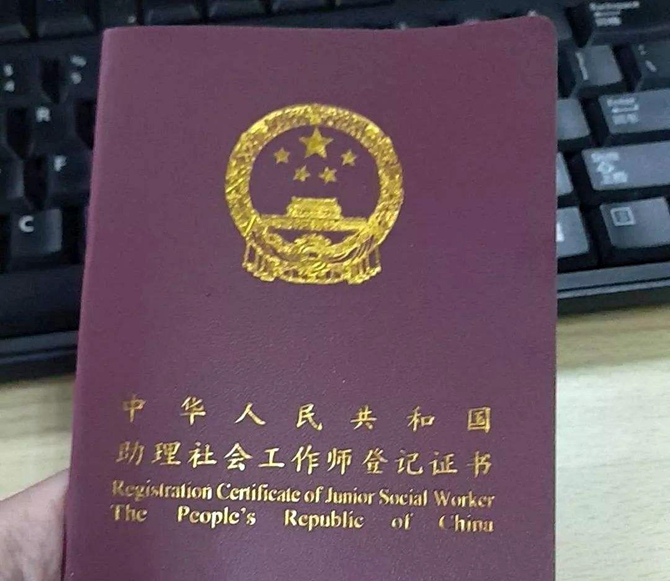 中华人民共和国
助理社会工作师登记证书
Registration Certificate of Junior Social Worker
The People's Republic of China
R
F
C